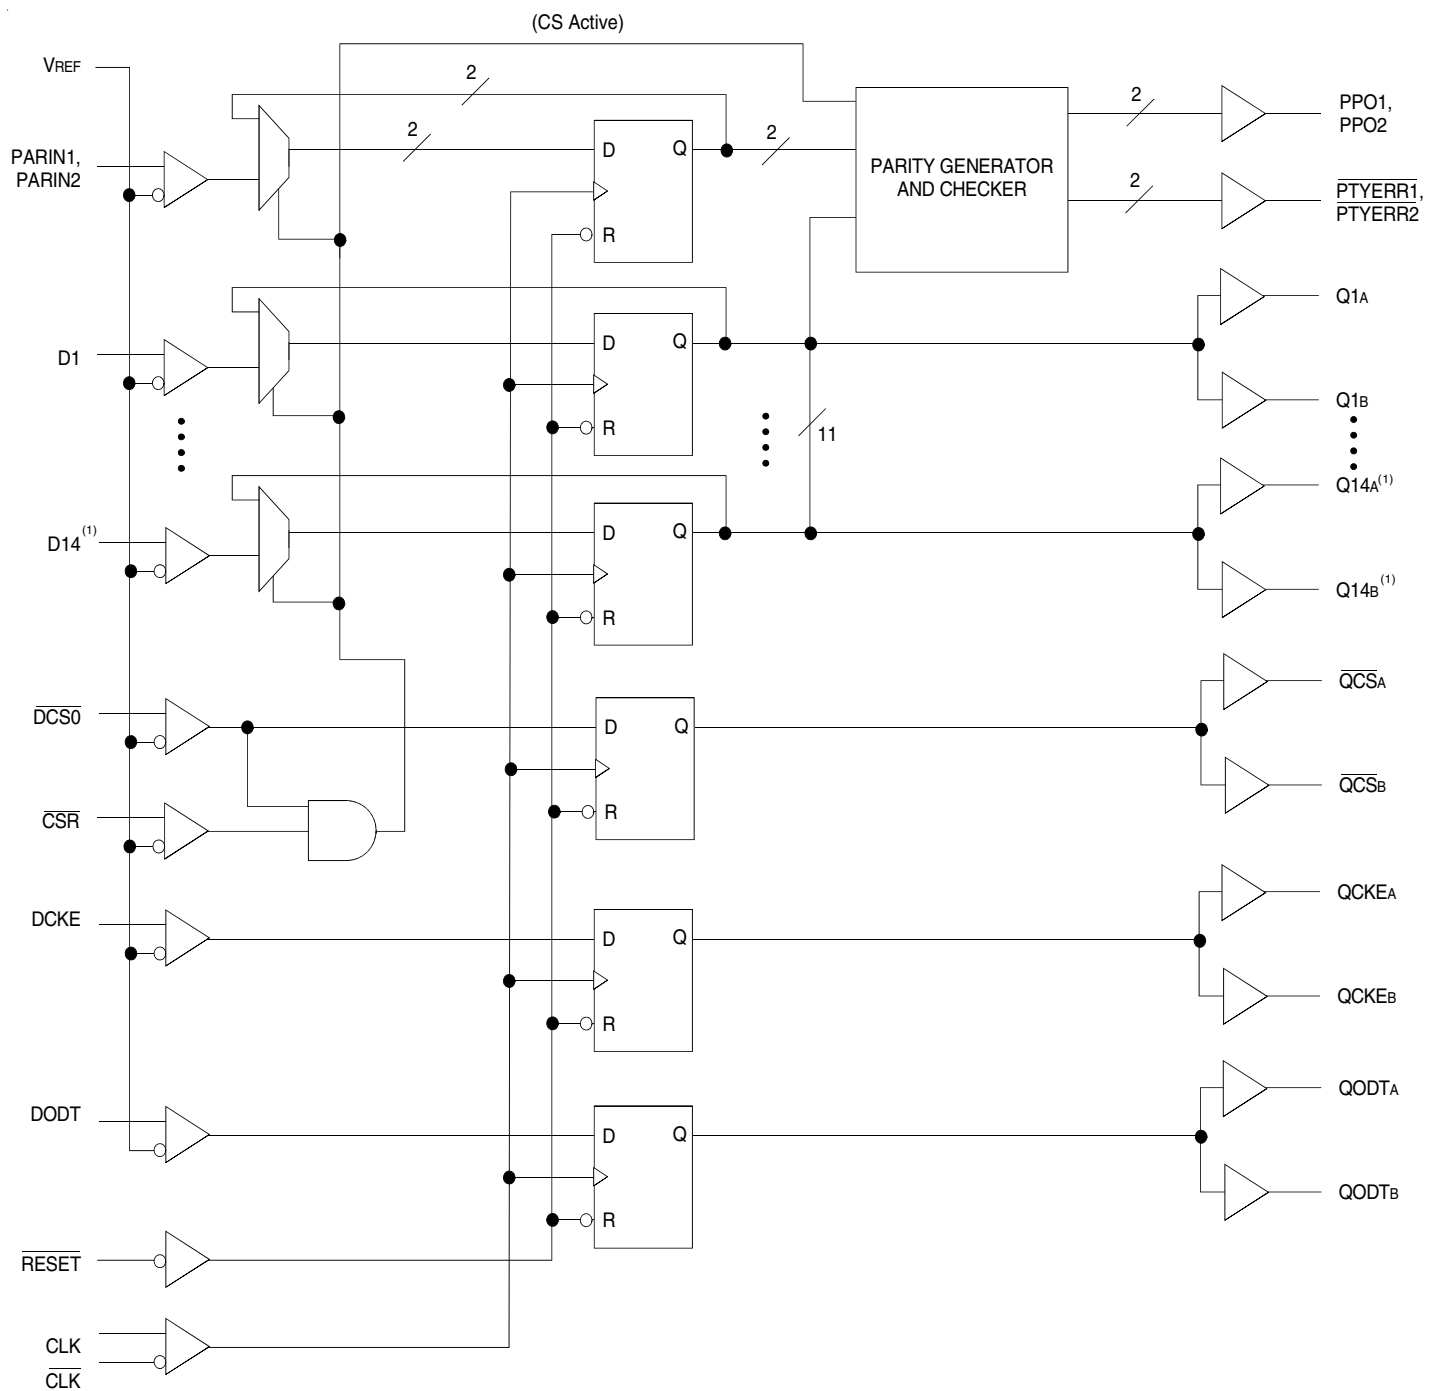 (CS Active)
VREF
2
2
2
2
2
PARIN1,
PARIN2
D Q
R
PARITY GENERATOR
AND CHECKER
PPO1,
PPO2
PTYERR1,
PTYERR2
D1
D Q
R
11
Q1A
Q1B
D14(1)
D Q
R
Q14A(1)
Q14B(1)
DCS0
D Q
R
QCSA
QCSB
CSR
DCKE
D Q
R
QCKEA
QCKEB
DODT
D Q
R
QODTA
QODTB
RESET
CLK
CLK